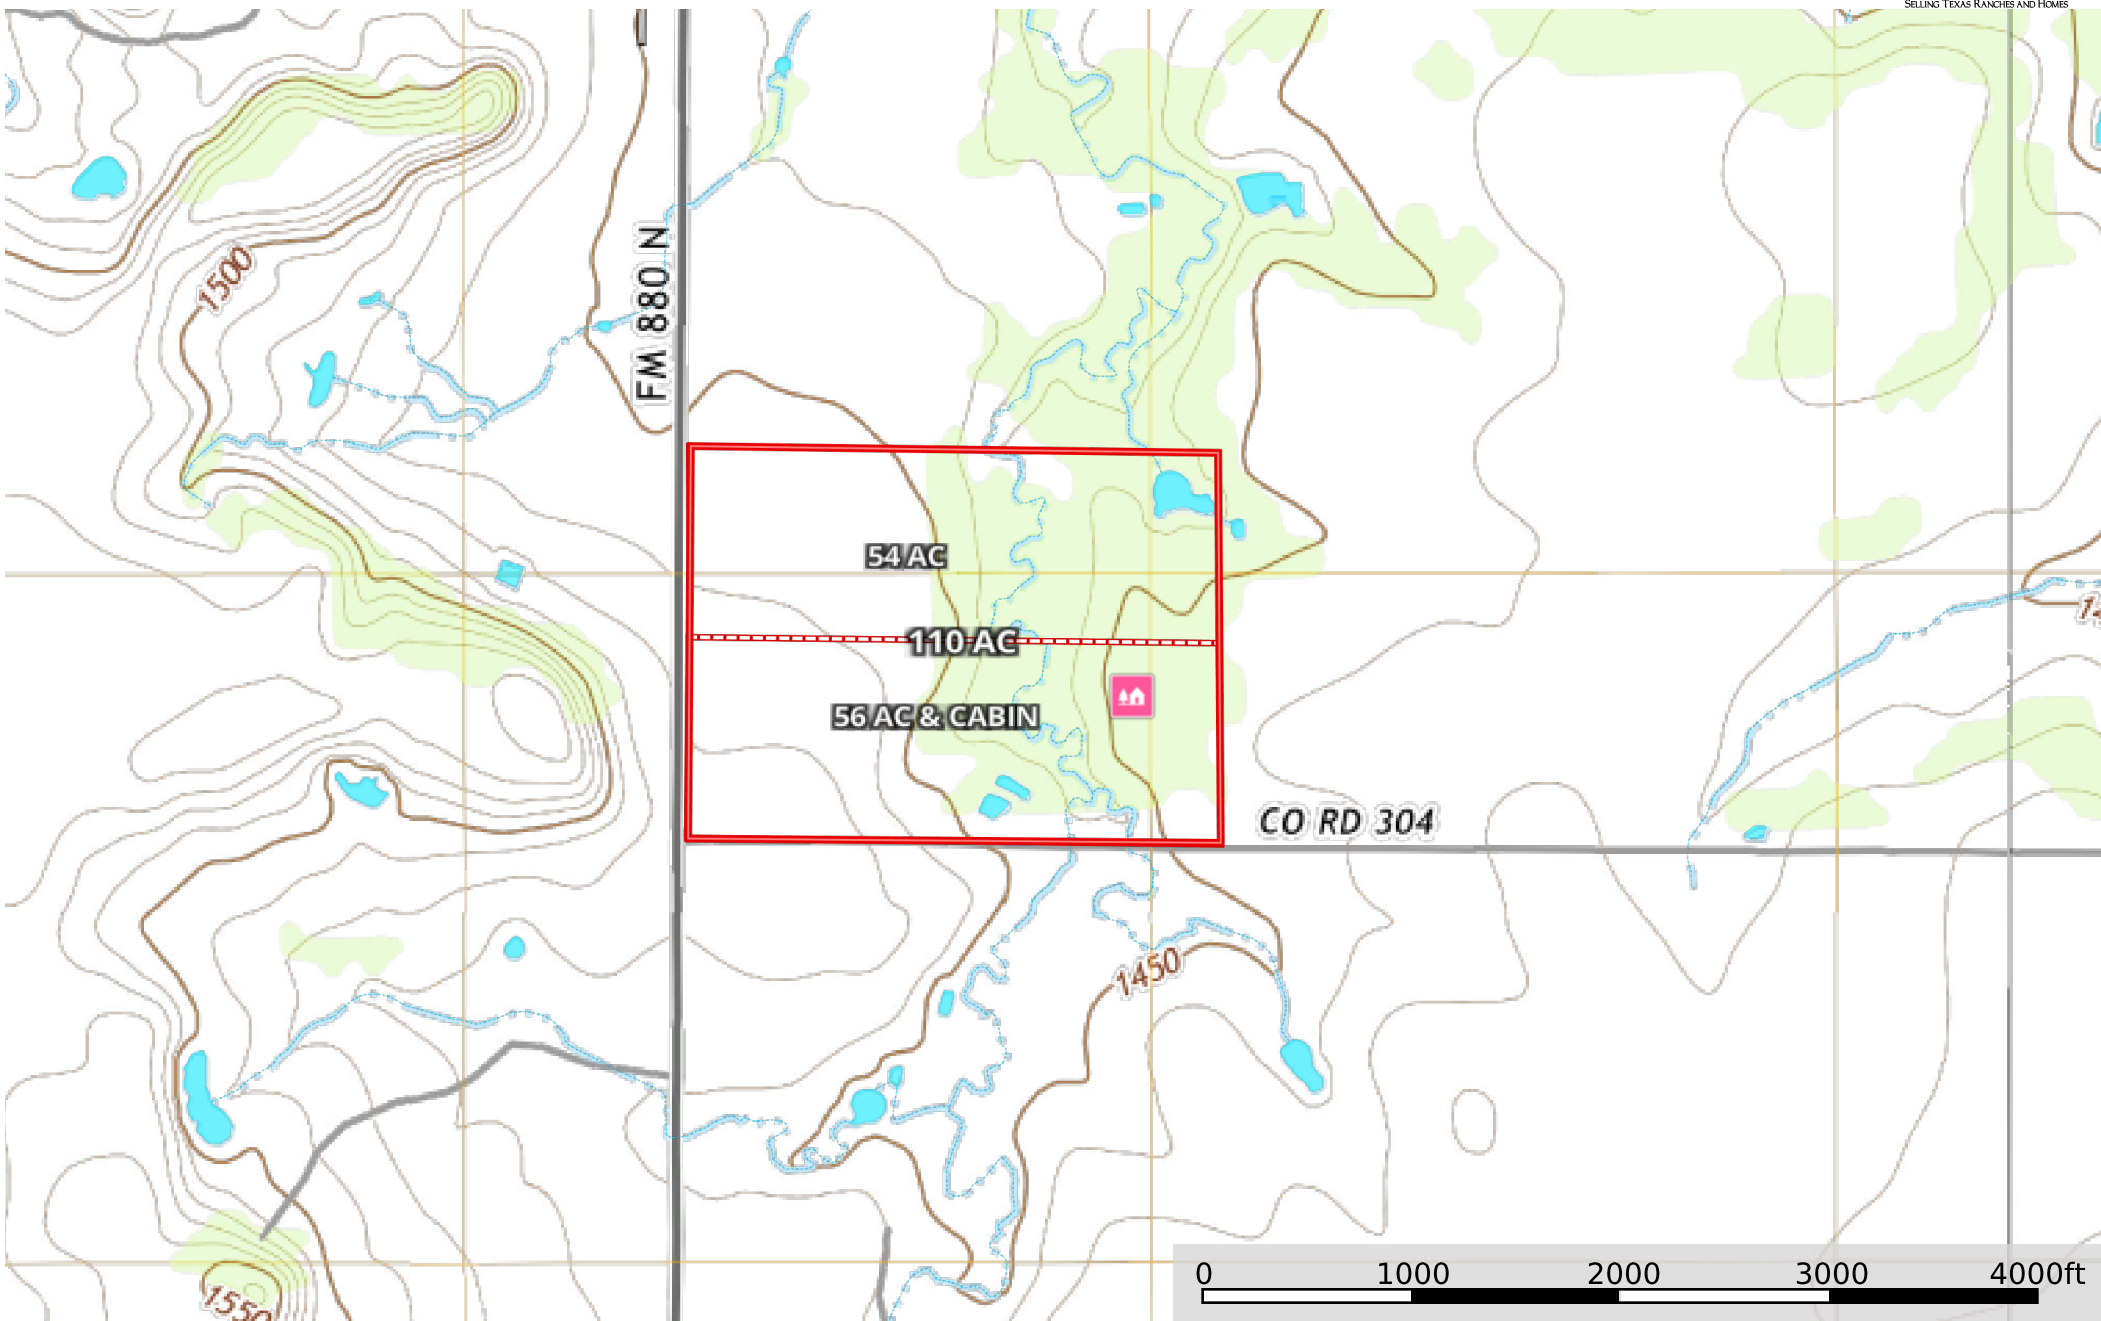 SELLING TEXAS RANCHES AND HOMES
1500
FM 880 N
54 AC
110 AC
56 AC & CABIN
CO RD 304
1450
0 1000 2000 3000 4000ft
1550